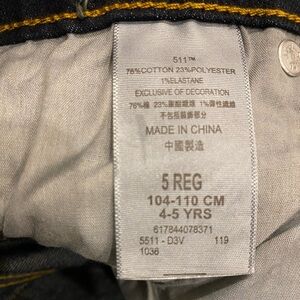 511™
76%COTTON 23%POLYESTER
1%ELASTANE
EXCLUSIVE OF DECORATION
76%棉 23%聚酯纖維 1%彈性纖維
不包括裝飾部分
MADE IN CHINA
中國製造
5 REG
104-110 CM
4-5 YRS
617844078371
5511 - D3V 119
1036